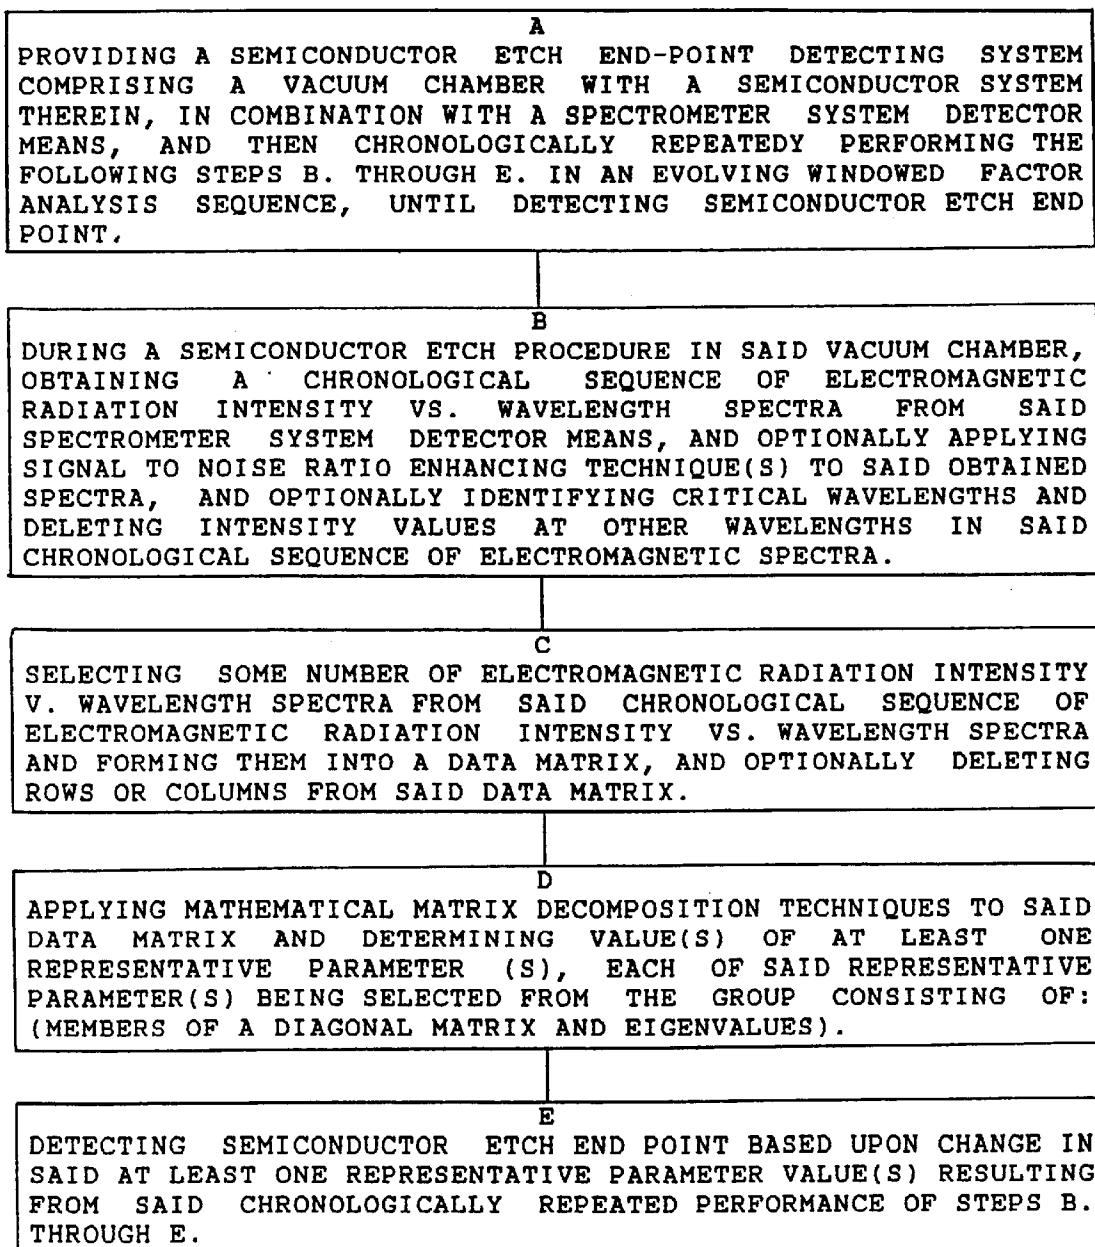 A
PROVIDING A SEMICONDUCTOR ETCH END-POINT DETECTING SYSTEM
COMPRISING A VACUUM CHAMBER WITH A SEMICONDUCTOR SYSTEM
THEREIN, IN COMBINATION WITH A SPECTROMETER SYSTEM DETECTOR
MEANS, AND THEN CHRONOLOGICALLY REPEATEDY PERFORMING THE
FOLLOWING STEPS B. THROUGH E. IN AN EVOLVING WINDOWED FACTOR
ANALYSIS SEQUENCE, UNTIL DETECTING SEMICONDUCTOR ETCH END
POINT.
B
DURING A SEMICONDUCTOR ETCH PROCEDURE IN SAID VACUUM CHAMBER,
OBTAINING A CHRONOLOGICAL SEQUENCE OF ELECTROMAGNETIC
RADIATION INTENSITY VS. WAVELENGTH SPECTRA FROM SAID
SPECTROMETER SYSTEM DETECTOR MEANS, AND OPTIONALLY APPLYING
SIGNAL TO NOISE RATIO ENHANCING TECHNIQUE(S) TO SAID OBTAINED
SPECTRA, AND OPTIONALLY IDENTIFYING CRITICAL WAVELENGTHS AND
DELETING INTENSITY VALUES AT OTHER WAVELENGTHS IN SAID
CHRONOLOGICAL SEQUENCE OF ELECTROMAGNETIC SPECTRA.
C
SELECTING SOME NUMBER OF ELECTROMAGNETIC RADIATION INTENSITY
V. WAVELENGTH SPECTRA FROM SAID CHRONOLOGICAL SEQUENCE OF
ELECTROMAGNETIC RADIATION INTENSITY VS. WAVELENGTH SPECTRA
AND FORMING THEM INTO A DATA MATRIX, AND OPTIONALLY DELETING
ROWS OR COLUMNS FROM SAID DATA MATRIX.
D
APPLYING MATHEMATICAL MATRIX DECOMPOSITION TECHNIQUES TO SAID
DATA MATRIX AND DETERMINING VALUE(S) OF AT LEAST ONE
REPRESENTATIVE PARAMETER (S), EACH OF SAID REPRESENTATIVE
PARAMETER(S) BEING SELECTED FROM THE GROUP CONSISTING OF:
(MEMBERS OF A DIAGONAL MATRIX AND EIGENVALUES).
E
DETECTING SEMICONDUCTOR ETCH END POINT BASED UPON CHANGE IN
SAID AT LEAST ONE REPRESENTATIVE PARAMETER VALUE(S) RESULTING
FROM SAID CHRONOLOGICALLY REPEATED PERFORMANCE OF STEPS B.
THROUGH E.